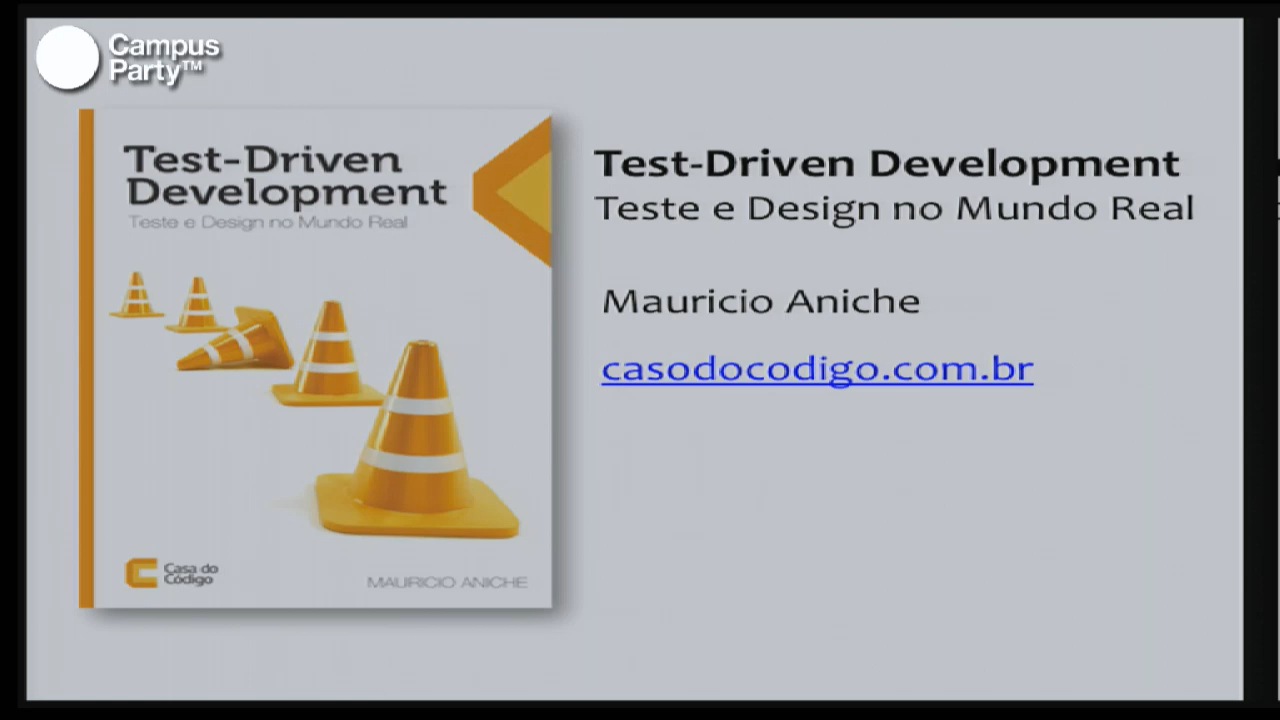 Campus
Party™
Test-Driven
Development
Teste e Design no Mundo Real
Casa do
Código
MAURICIO ANICHE
Test-Driven Development
Teste e Design no Mundo Real
Mauricio Aniche
casodocodigo.com.br